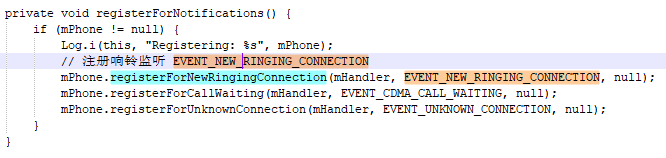 private void registerForNotifications() {
if (mPhone != null) {
Log.i(this, "Registering: %s", mPhone);
// 注册响铃监听 EVENT_NEW_RINGING_CONNECTION
mPhone.registerForNewRingingConnection(mHandler, EVENT_NEW_RINGING_CONNECTION, null);
mPhone.registerForCallWaiting(mHandler, EVENT_CDMA_CALL_WAITING, null);
mPhone.registerForUnknownConnection(mHandler, EVENT_UNKNOWN_CONNECTION, null);
}
}